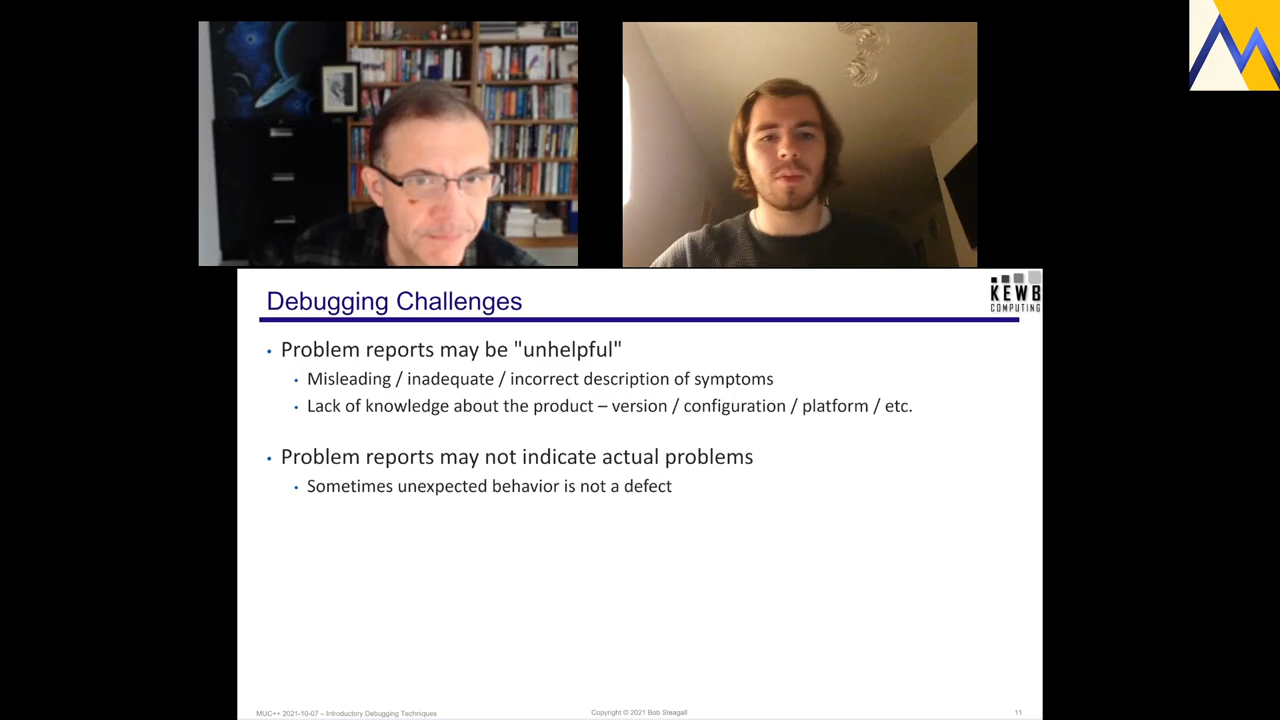 Debugging Challenges
KEWB
COMPUTING
• Problem reports may be "unhelpful"
• Misleading / inadequate / incorrect description of symptoms
• Lack of knowledge about the product – version / configuration / platform / etc.
• Problem reports may not indicate actual problems
• Sometimes unexpected behavior is not a defect
MUC++ 2021-10-07 – Introductory Debugging Techniques
Copyright © 2021 Bob Steagall
11